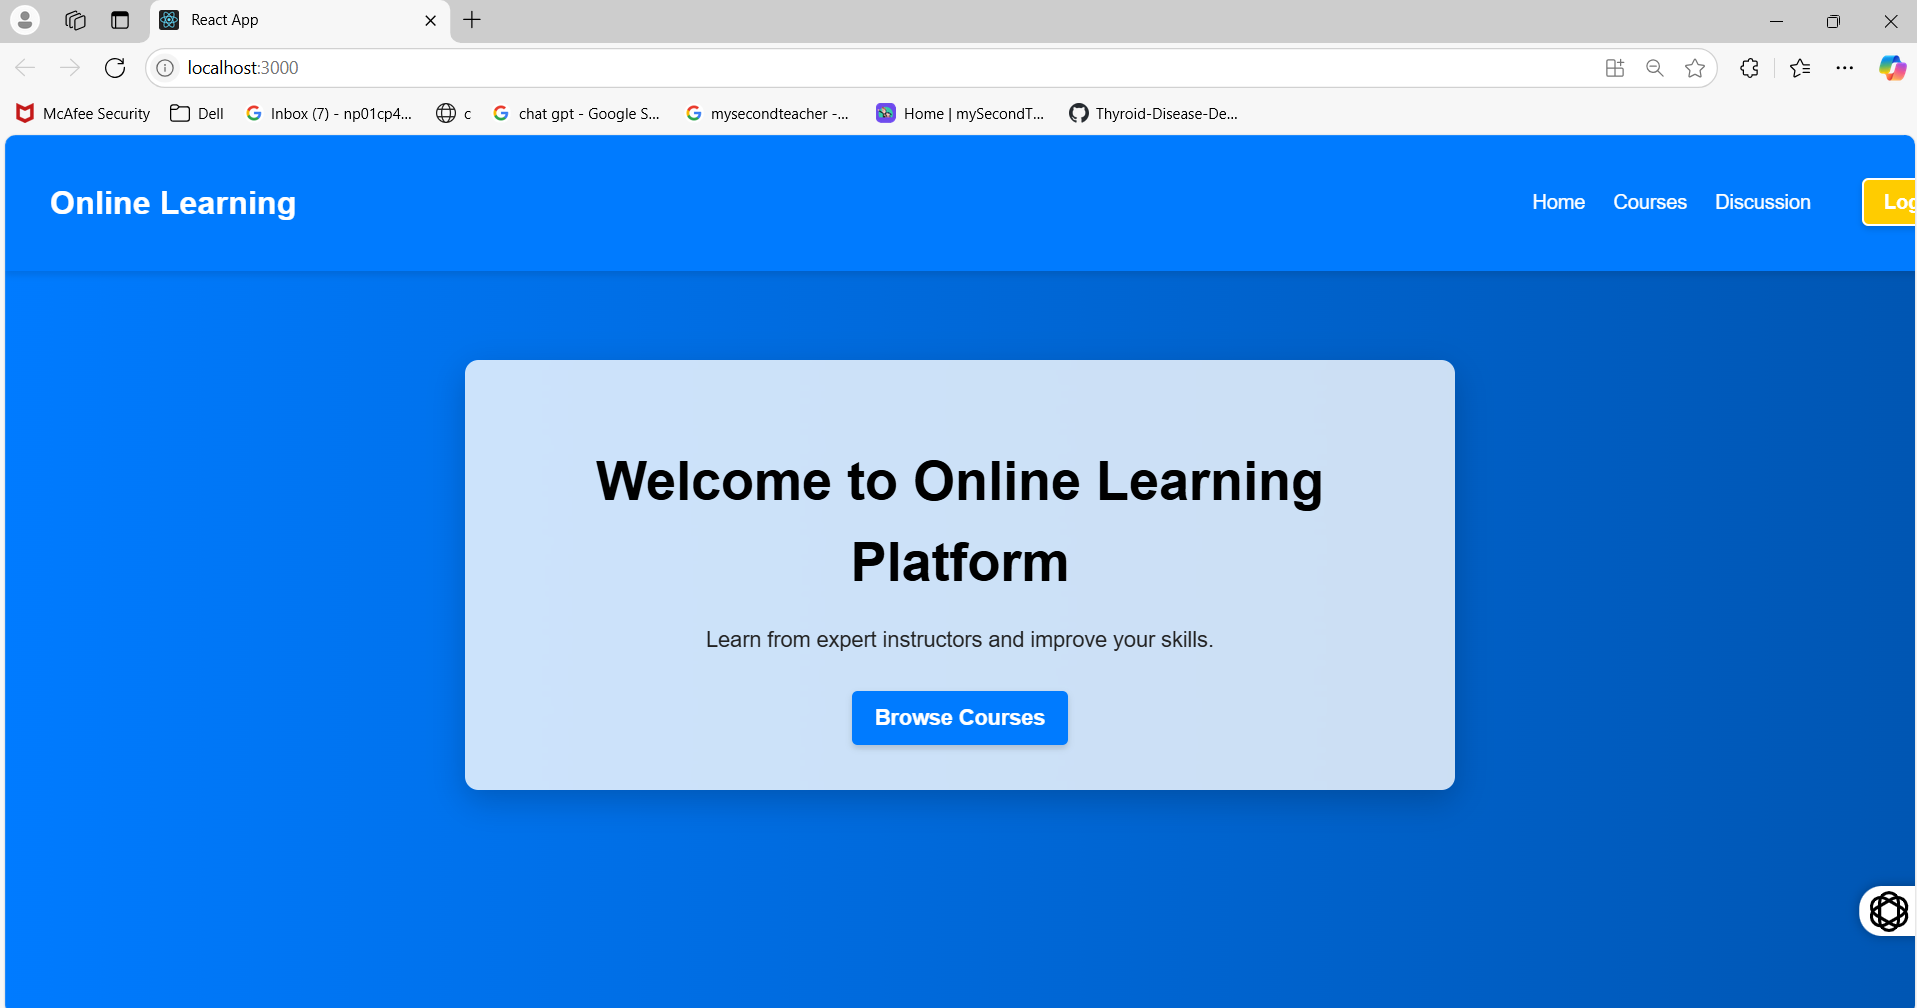 React App
localhost:3000
McAfee Security Dell Inbox (7) - np01cp4... c chat gpt - Google S... mysecondteacher -... Home | mySecondT... Thyroid-Disease-De...
Online Learning Home Courses Discussion Log
Welcome to Online Learning
Platform
Learn from expert instructors and improve your skills.
Browse Courses